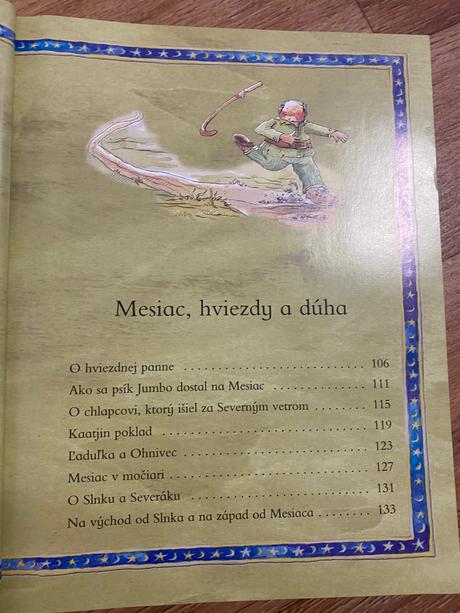 Mesiac, hviezdy a dúha
O hviezdnej panne ............................ 106
Ako sa psík Jumbo dostal na Mesiac .............. 111
O chlapcovi, ktorý išiel za Severným vetrom ........ 115
Kaatjin poklad ................................ 119
Ľaduľka a Ohnivec ............................ 123
Mesiac v močiari .............................. 127
O Slnku a Severáku ........................... 131
Na východ od Slnka a na západ od Mesiaca ........ 133